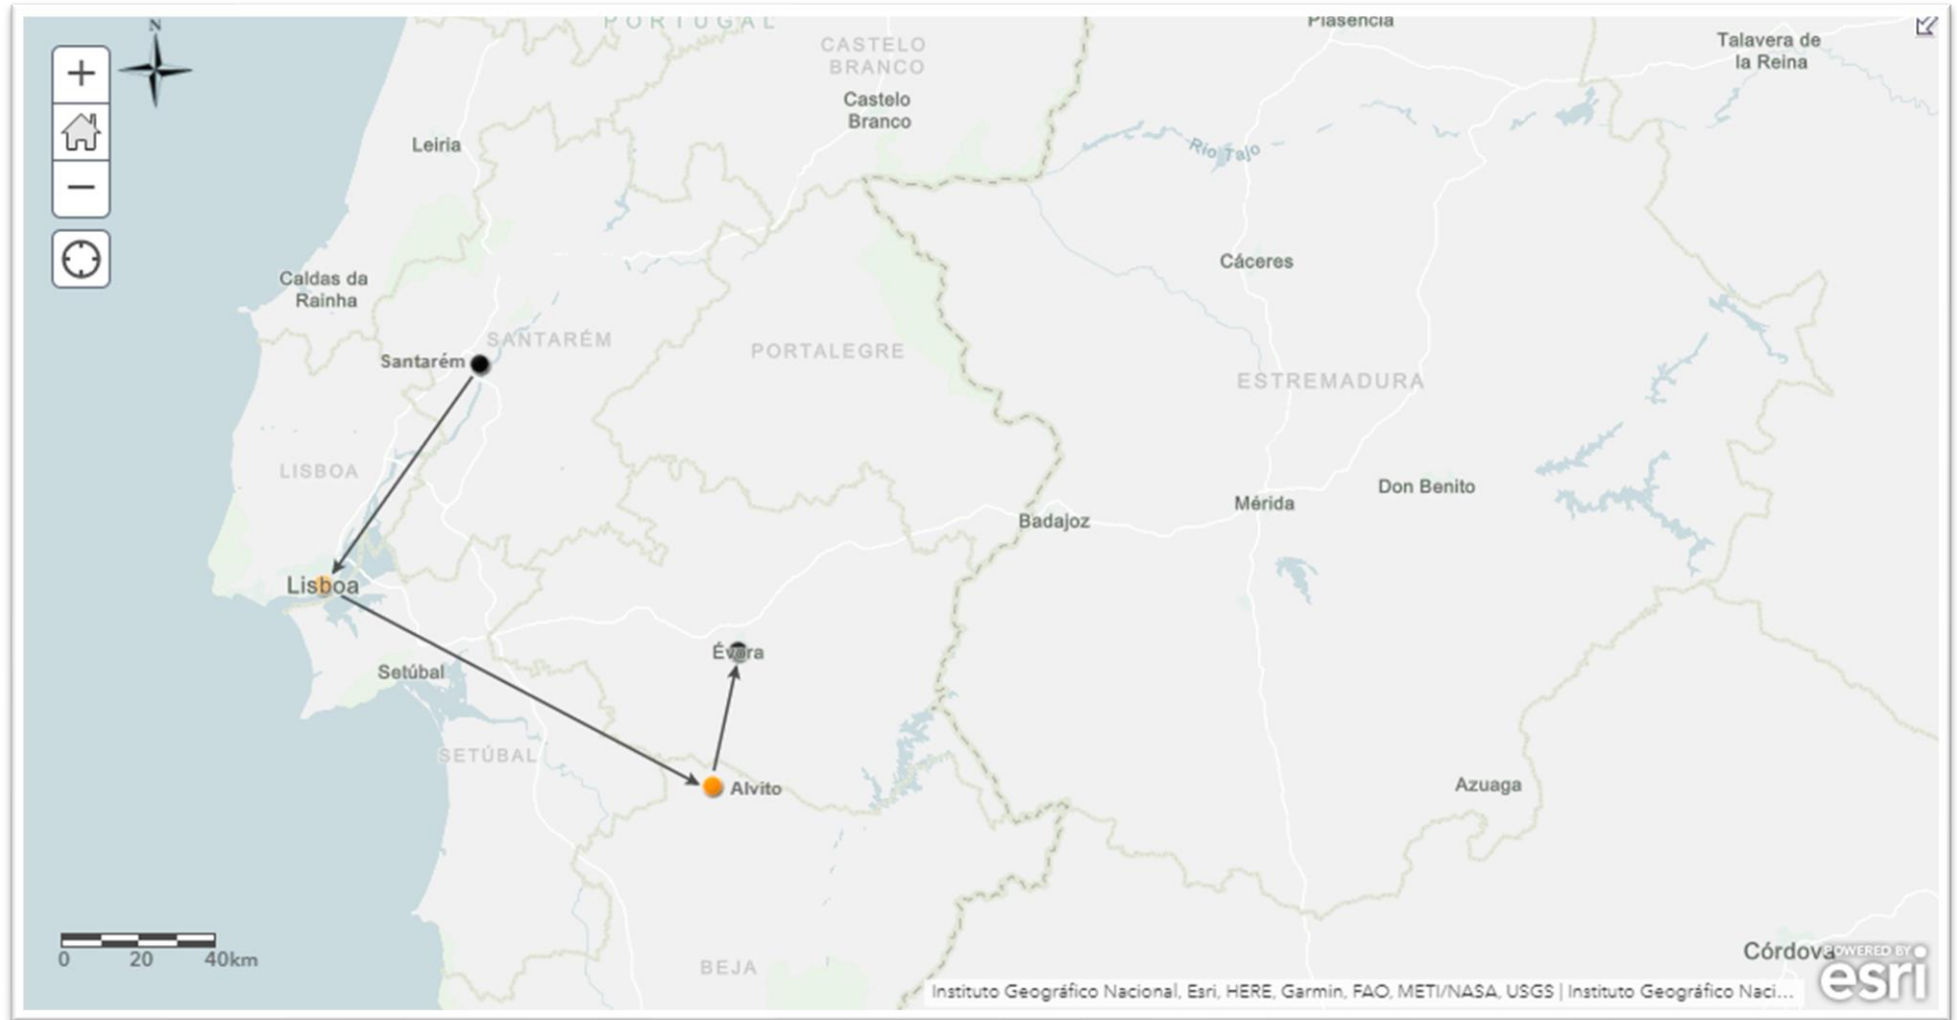 N
PORTUGAL
Plasencia
CASTELO
BRANCO
Talavera de
la Reina
+
Castelo
Branco
Leiria
Río Tajo
−
Cáceres
Caldas da
Rainha
SANTARÉM
PORTALEGRE
Santarém
ESTREMADURA
LISBOA
Don Benito
Mérida
Badajoz
Lisboa
Évora
Setúbal
SETÚBAL
Alvito
Azuaga
0 20 40km
BEJA
Córdova
POWERED BY
esri
Instituto Geográfico Nacional, Esri, HERE, Garmin, FAO, METI/NASA, USGS | Instituto Geográfico Naci...